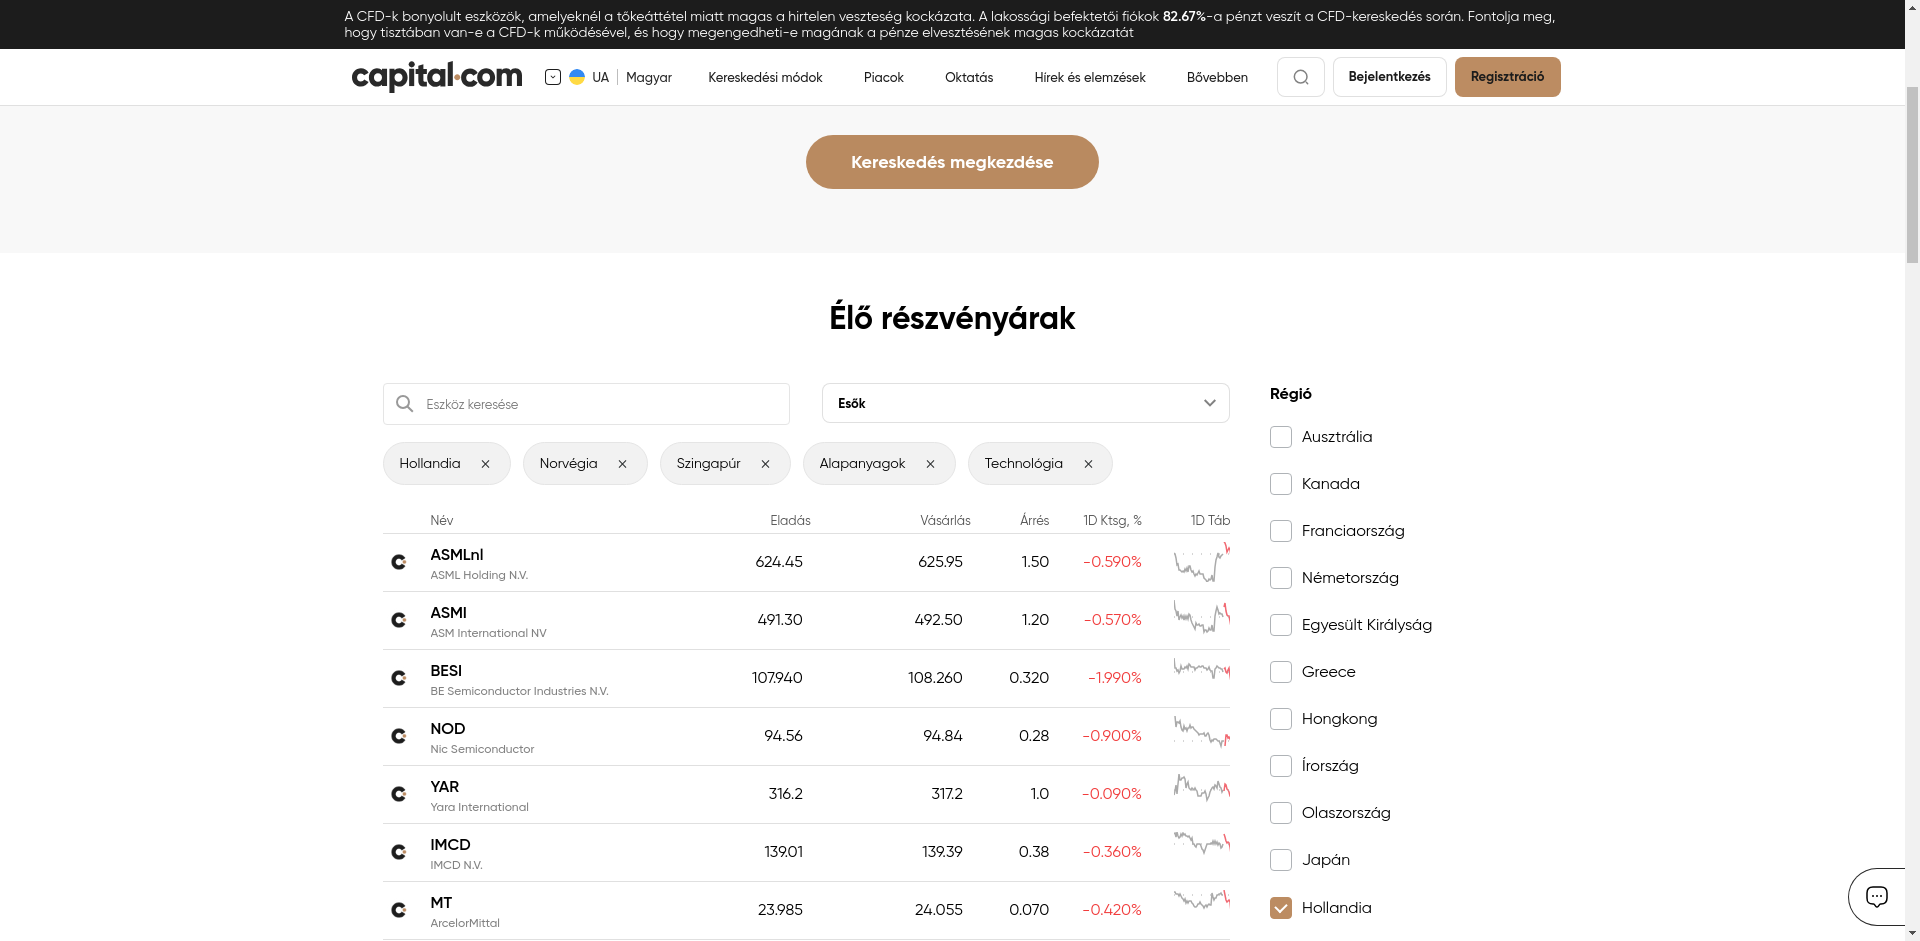 A CFD-k bonyolult eszközök, amelyeknél a tőkeáttétel miatt magas a hirtelen veszteség kockázata. A lakossági befektetői fiókok 82.67%-a pénzt veszít a CFD-kereskedés során. Fontolja meg,
hogy tisztában van-e a CFD-k működésével, és hogy megengedheti-e magának a pénze elvesztésének magas kockázatát
capital.com UA Magyar Kereskedési módok Piacok Oktatás Hírek és elemzések Bővebben Bejelentkezés Regisztráció
Kereskedés megkezdése
Élő részvényárak
Eszköz keresése
Esők
Hollandia Norvégia Szingapúr Alapanyagok Technológia
Név Eladás Vásárlás Árrés 1D Ktsg, % 1D Táb
ASMLnl 624.45 625.95 1.50 -0.590%
ASML Holding N.V.
ASMI 491.30 492.50 1.20 -0.570%
ASM International NV
BESI 107.940 108.260 0.320 -1.990%
BE Semiconductor Industries N.V.
NOD 94.56 94.84 0.28 -0.900%
Nic Semiconductor
YAR 316.2 317.2 1.0 -0.090%
Yara International
IMCD 139.01 139.39 0.38 -0.360%
IMCD N.V.
MT 23.985 24.055 0.070 -0.420%
ArcelorMittal
Régió
Ausztrália
Kanada
Franciaország
Németország
Egyesült Királyság
Greece
Hongkong
Írország
Olaszország
Japán
Hollandia